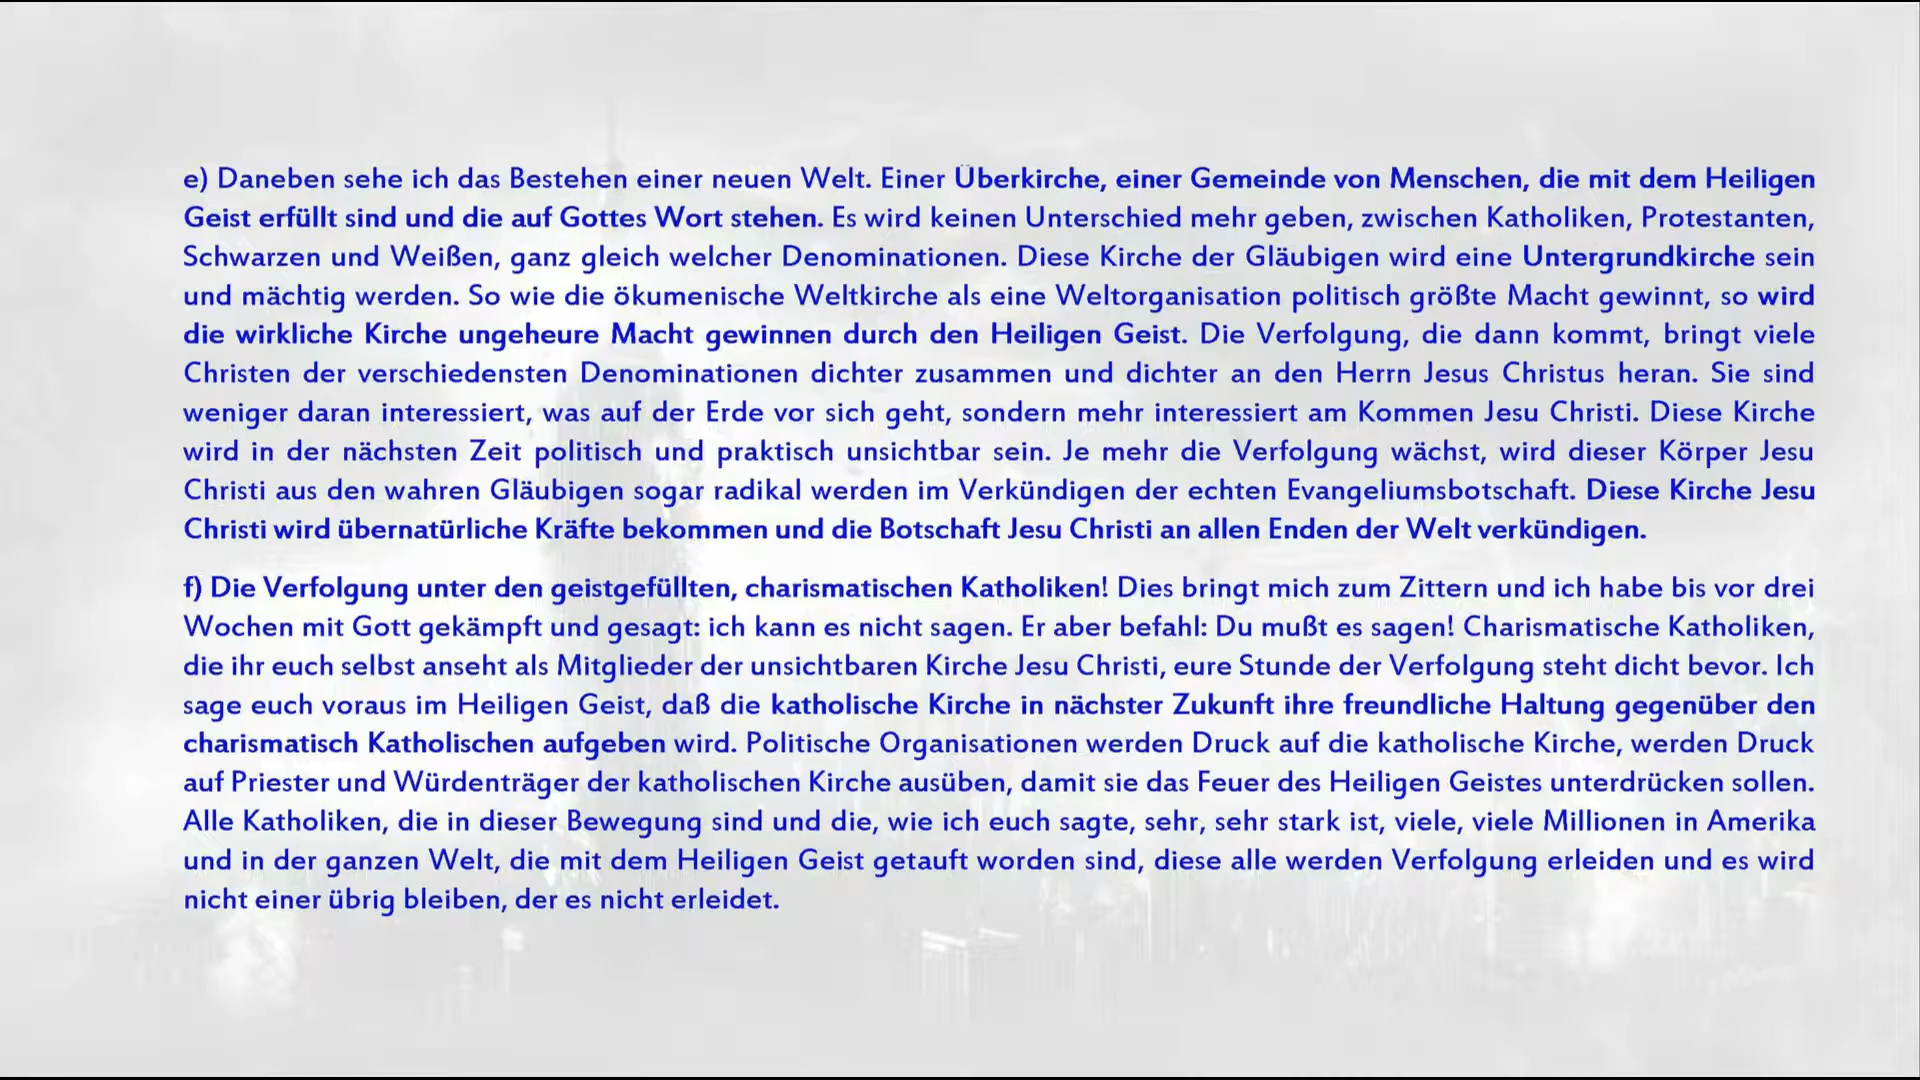 e) Daneben sehe ich das Bestehen einer neuen Welt. Einer Überkirche, einer Gemeinde von Menschen, die mit dem Heiligen
Geist erfüllt sind und die auf Gottes Wort stehen. Es wird keinen Unterschied mehr geben, zwischen Katholiken, Protestanten,
Schwarzen und Weißen, ganz gleich welcher Denominationen. Diese Kirche der Gläubigen wird eine Untergrundkirche sein
und mächtig werden. So wie die ökumenische Weltkirche als eine Weltorganisation politisch größte Macht gewinnt, so wird
die wirkliche Kirche ungeheure Macht gewinnen durch den Heiligen Geist. Die Verfolgung, die dann kommt, bringt viele
Christen der verschiedensten Denominationen dichter zusammen und dichter an den Herrn Jesus Christus heran. Sie sind
weniger daran interessiert, was auf der Erde vor sich geht, sondern mehr interessiert am Kommen Jesu Christi. Diese Kirche
wird in der nächsten Zeit politisch und praktisch unsichtbar sein. Je mehr die Verfolgung wächst, wird dieser Körper Jesu
Christi aus den wahren Gläubigen sogar radikal werden im Verkündigen der echten Evangeliumsbotschaft. Diese Kirche Jesu
Christi wird übernatürliche Kräfte bekommen und die Botschaft Jesu Christi an allen Enden der Welt verkündigen.
f) Die Verfolgung unter den geistgefüllten, charismatischen Katholiken! Dies bringt mich zum Zittern und ich habe bis vor drei
Wochen mit Gott gekämpft und gesagt: ich kann es nicht sagen. Er aber befahl: Du mußt es sagen! Charismatische Katholiken,
die ihr euch selbst anseht als Mitglieder der unsichtbaren Kirche Jesu Christi, eure Stunde der Verfolgung steht dicht bevor. Ich
sage euch voraus im Heiligen Geist, daß die katholische Kirche in nächster Zukunft ihre freundliche Haltung gegenüber den
charismatisch Katholischen aufgeben wird. Politische Organisationen werden Druck auf die katholische Kirche, werden Druck
auf Priester und Würdenträger der katholischen Kirche ausüben, damit sie das Feuer des Heiligen Geistes unterdrücken sollen.
Alle Katholiken, die in dieser Bewegung sind und die, wie ich euch sagte, sehr, sehr stark ist, viele, viele Millionen in Amerika
und in der ganzen Welt, die mit dem Heiligen Geist getauft worden sind, diese alle werden Verfolgung erleiden und es wird
nicht einer übrig bleiben, der es nicht erleidet.